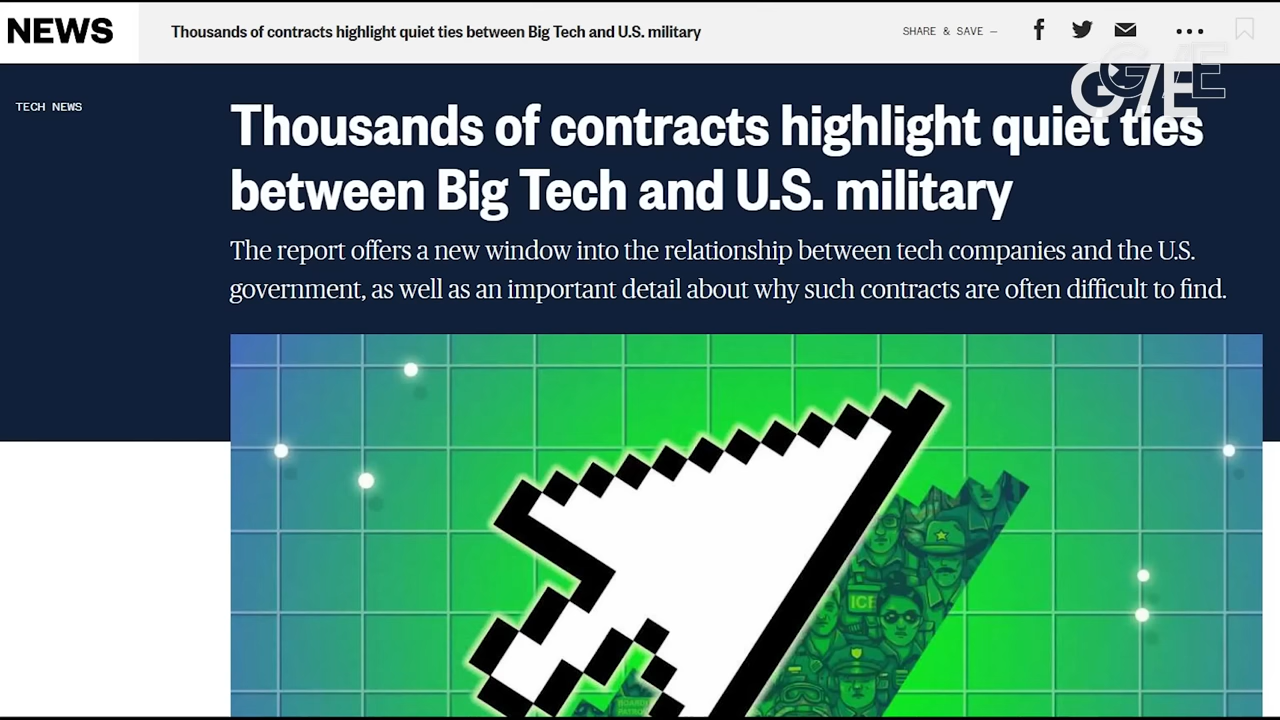 NEWS
Thousands of contracts highlight quiet ties between Big Tech and U.S. military
SHARE & SAVE —
TECH NEWS
Thousands of contracts highlight quiet ties
between Big Tech and U.S. military
The report offers a new window into the relationship between tech companies and the U.S.
government, as well as an important detail about why such contracts are often difficult to find.
ICE